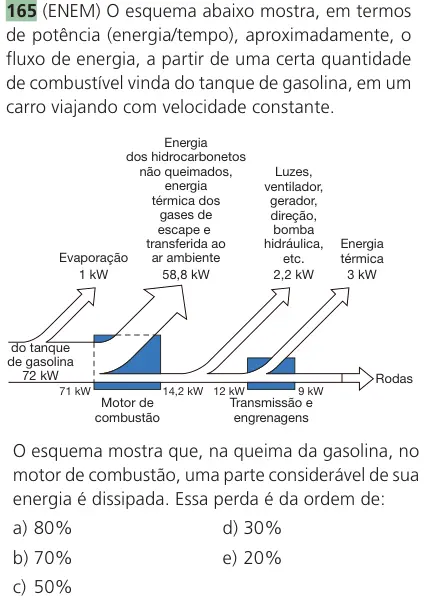 165 (ENEM) O esquema abaixo mostra, em termos
de potência (energia/tempo), aproximadamente, o
fluxo de energia, a partir de uma certa quantidade
de combustível vinda do tanque de gasolina, em um
carro viajando com velocidade constante.
Energia
dos hidrocarbonetos
não queimados,
energia
térmica dos
gases de
escape e
transferida ao
ar ambiente
58,8 kW
Luzes,
ventilador,
gerador,
direção,
bomba
hidráulica,
etc.
2,2 kW
Energia
térmica
3 kW
Evaporação
1 kW
do tanque
de gasolina
72 kW
71 kW
14,2 kW
12 kW
9 kW
Rodas
Motor de
combustão
Transmissão e
engrenagens
O esquema mostra que, na queima da gasolina, no
motor de combustão, uma parte considerável de sua
energia é dissipada. Essa perda é da ordem de:
a) 80%
b) 70%
c) 50%
d) 30%
e) 20%